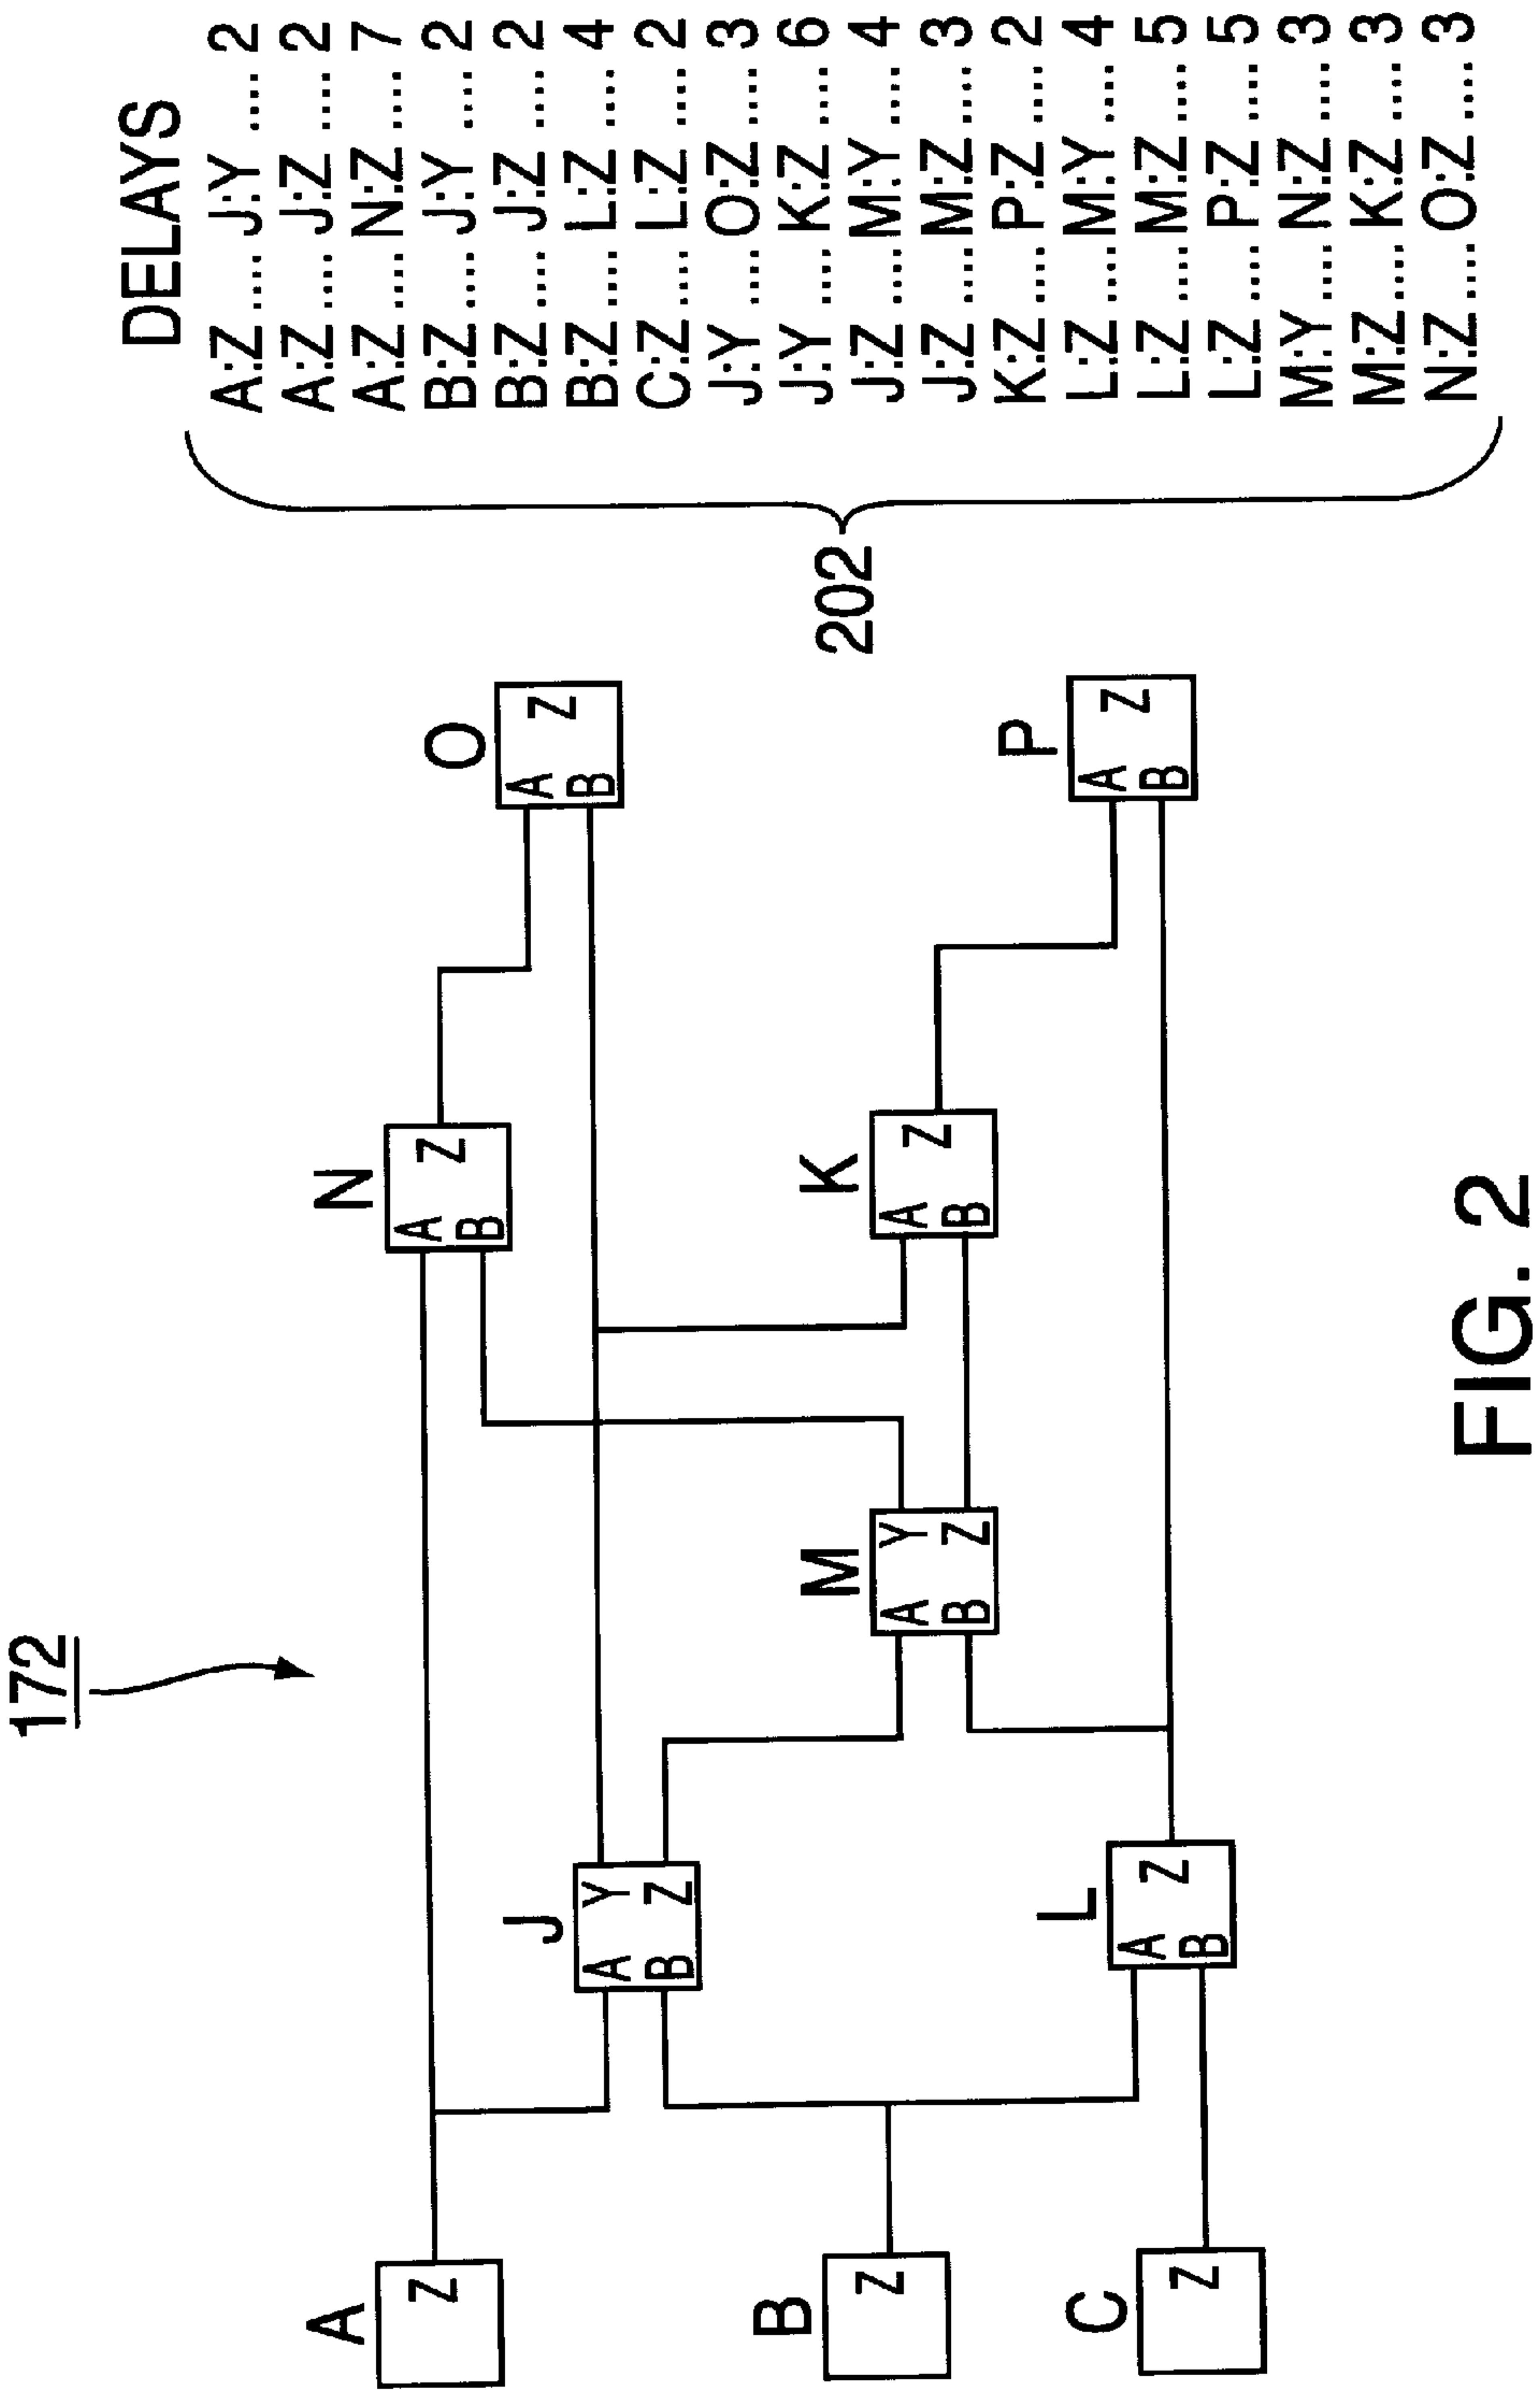 172
A
Z
B
Z
C
Z
J
A Y
B Z
L
A Z
B
M
A Y
B Z
N
A Z
B
K
A Z
B
O
A Z
B
P
A Z
B
202
DELAYS
A:Z ..... J:Y ..... 2
A:Z ..... J:Z ..... 2
A:Z ..... N:Z ..... 7
B:Z ..... J:Y ..... 2
B:Z ..... J:Z ..... 2
B:Z ..... L:Z ..... 4
C:Z ..... L:Z ..... 2
J:Y ..... O:Z ..... 3
J:Y ..... K:Z ..... 6
J:Z ..... M:Y ..... 4
J:Z ..... M:Z ..... 3
K:Z ..... P:Z ..... 2
L:Z ..... M:Y ..... 4
L:Z ..... M:Z ..... 5
L:Z ..... P:Z ..... 5
M:Y ..... N:Z ..... 3
M:Z ..... K:Z ..... 3
N:Z ..... O:Z ..... 3
FIG. 2